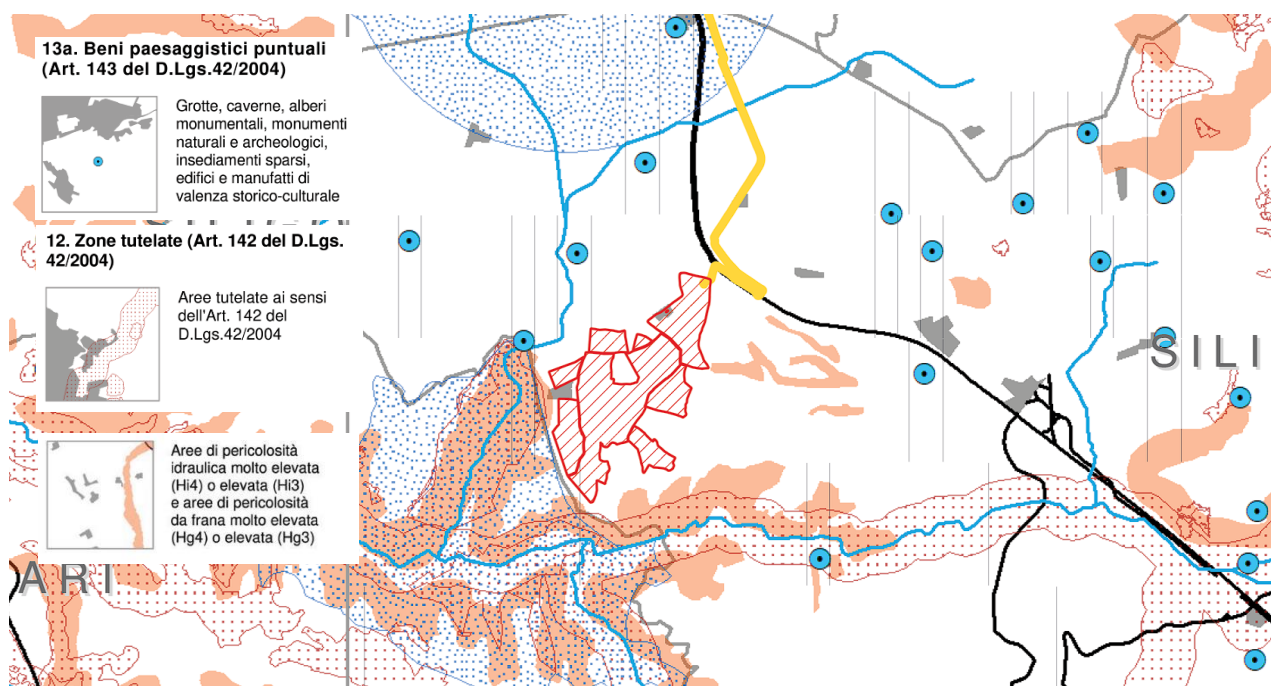 13a. Beni paesaggistici puntuali
(Art. 143 del D.Lgs.42/2004)
Grotte, caverne, alberi
monumentali, monumenti
naturali e archeologici,
insediamenti sparsi,
edifici e manufatti di
valenza storico-culturale
12. Zone tutelate (Art. 142 del D.Lgs.
42/2004)
Aree tutelate ai sensi
dell'Art. 142 del
D.Lgs.42/2004
Aree di pericolosità
idraulica molto elevata
(Hi4) o elevata (Hi3)
e aree di pericolosità
da frana molto elevata
(Hg4) o elevata (Hg3)
SILI
ARI